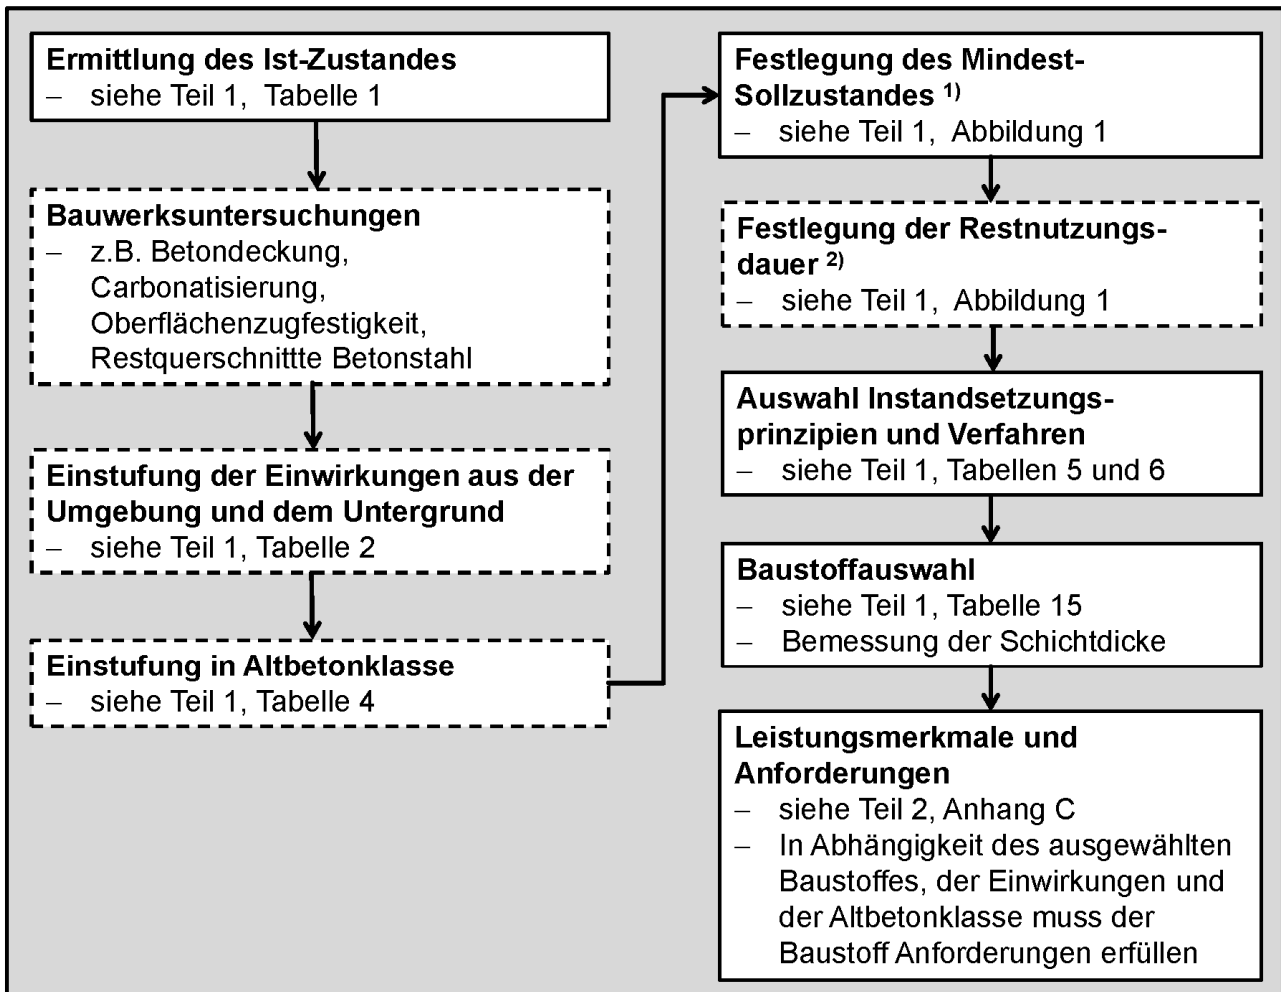 Ermittlung des Ist-Zustandes
– siehe Teil 1, Tabelle 1
Bauwerksuntersuchungen
– z.B. Betondeckung,
Carbonatisierung,
Oberflächenzugfestigkeit,
Restquerschnittte Betonstahl
Einstufung der Einwirkungen aus der
Umgebung und dem Untergrund
– siehe Teil 1, Tabelle 2
Einstufung in Altbetonklasse
– siehe Teil 1, Tabelle 4
Festlegung des Mindest-
Sollzustandes 1)
– siehe Teil 1, Abbildung 1
Festlegung der Restnutzungs-
dauer 2)
– siehe Teil 1, Abbildung 1
Auswahl Instandsetzungs-
prinzipien und Verfahren
– siehe Teil 1, Tabellen 5 und 6
Baustoffauswahl
– siehe Teil 1, Tabelle 15
– Bemessung der Schichtdicke
Leistungsmerkmale und
Anforderungen
– siehe Teil 2, Anhang C
– In Abhängigkeit des ausgewählten
Baustoffes, der Einwirkungen und
der Altbetonklasse muss der
Baustoff Anforderungen erfüllen